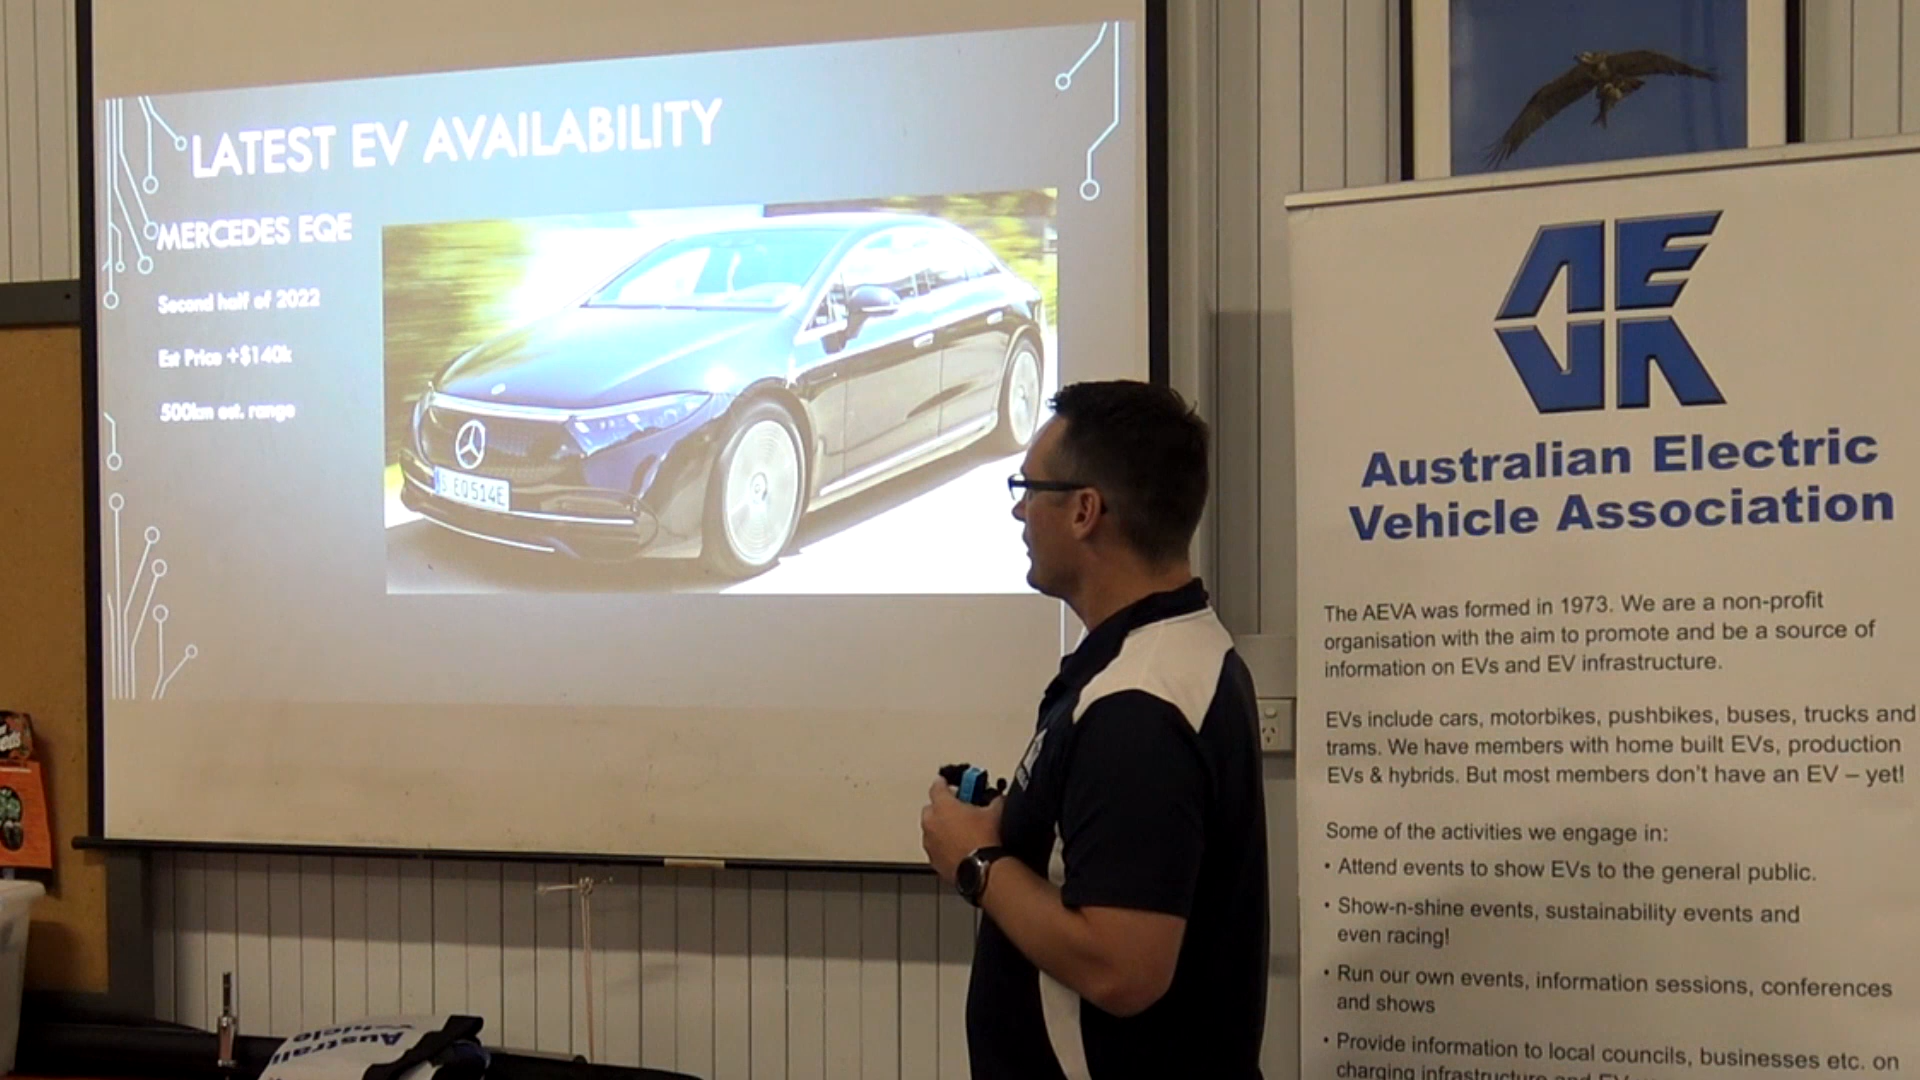 LATEST EV AVAILABILITY
MERCEDES EQE
Second half of 2022
Est Price +$140k
500km est. range
S EQ514E
Australian Electric
Vehicle Association
The AEVA was formed in 1973. We are a non-profit
organisation with the aim to promote and be a source of
information on EVs and EV infrastructure.
EVs include cars, motorbikes, pushbikes, buses, trucks and
trams. We have members with home built EVs, production
EVs & hybrids. But most members don't have an EV – yet!
Some of the activities we engage in:
• Attend events to show EVs to the general public.
• Show-n-shine events, sustainability events and
even racing!
• Run our own events, information sessions, conferences
and shows
• Provide information to local councils, businesses etc. on
charging infrastructure and